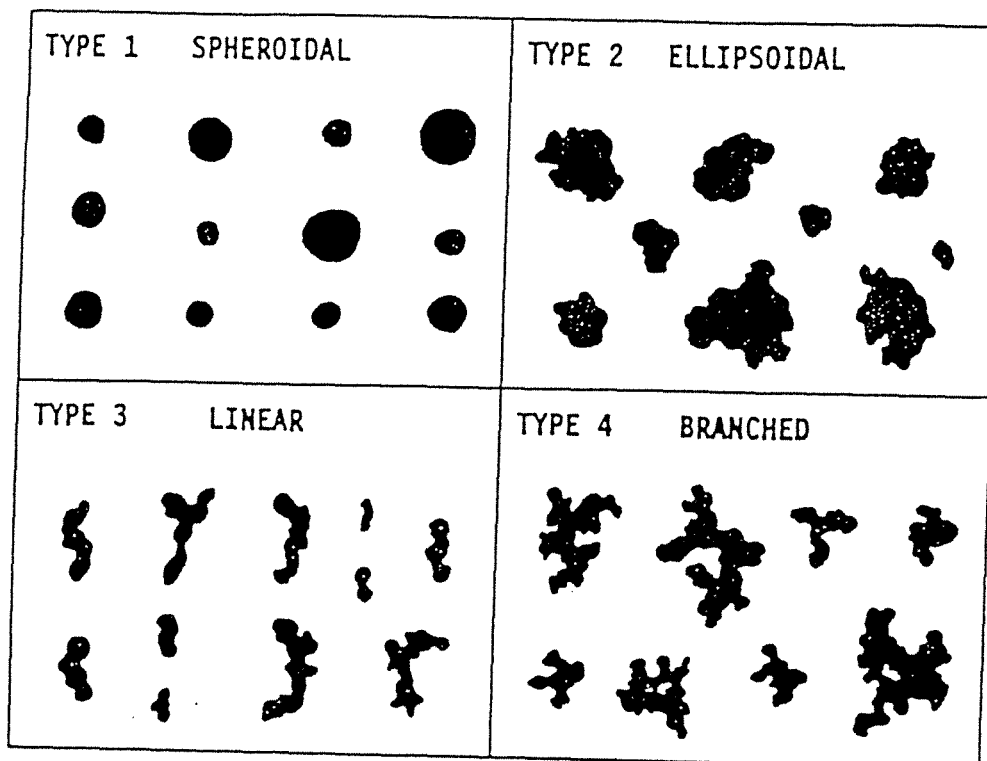 TYPE 1 SPHEROIDAL
TYPE 2 ELLIPSOIDAL
TYPE 3 LINEAR
TYPE 4 BRANCHED